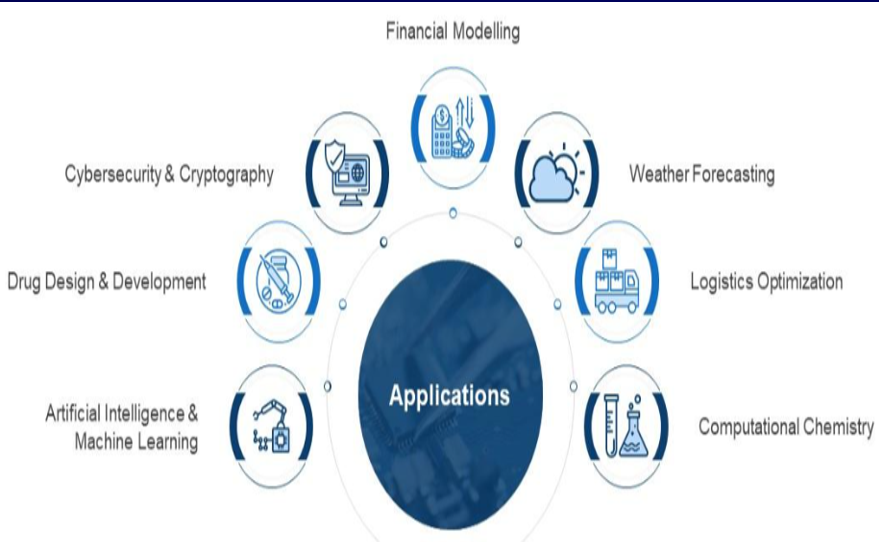 Financial Modelling
Cybersecurity & Cryptography
Weather Forecasting
Drug Design & Development
Logistics Optimization
Applications
Artificial Intelligence &
Machine Learning
Computational Chemistry